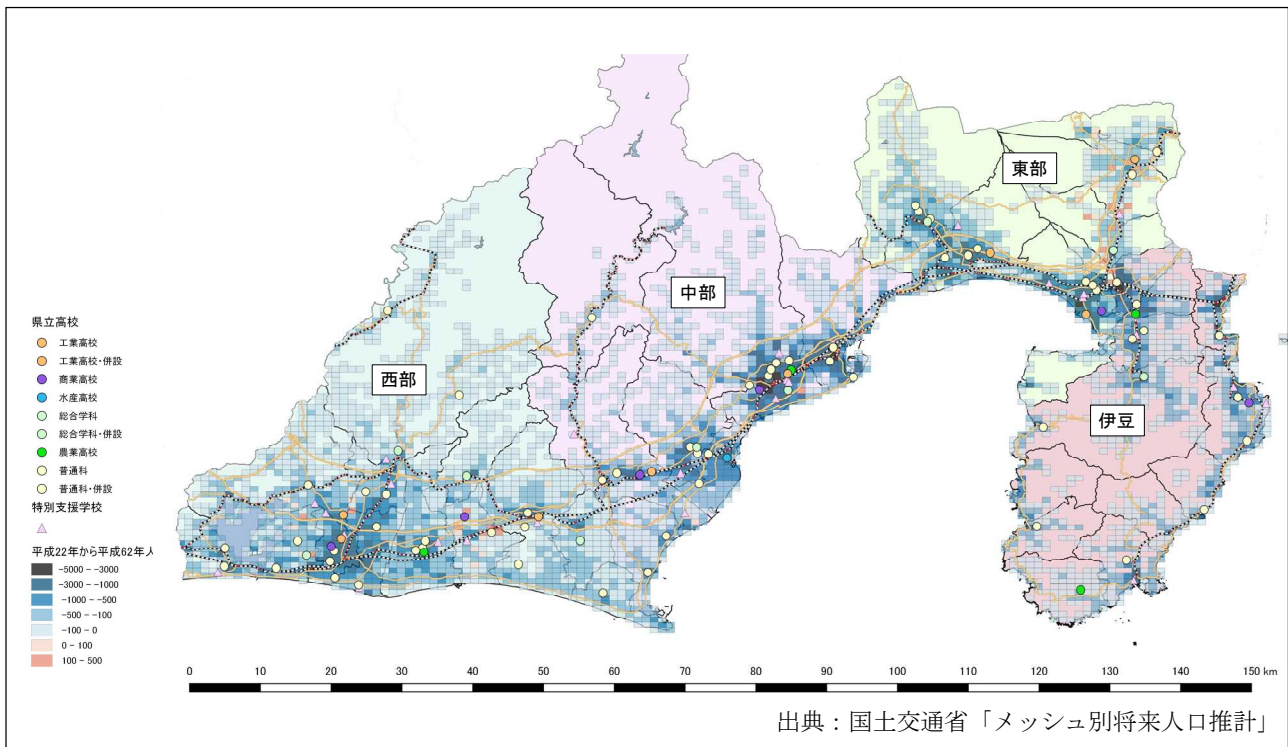 東部
中部
西部
伊豆
県立高校
工業高校
工業高校・併設
商業高校
水産高校
総合学科
総合学科・併設
農業高校
普通科
普通科・併設
特別支援学校
平成22年から平成62年人
-5000 - -3000
-3000 - -1000
-1000 - -500
-500 - -100
-100 - 0
0 - 100
100 - 500
0 10 20 30 40 50 60 70 80 90 100 110 120 130 140 150 km
出典：国土交通省「メッシュ別将来人口推計」